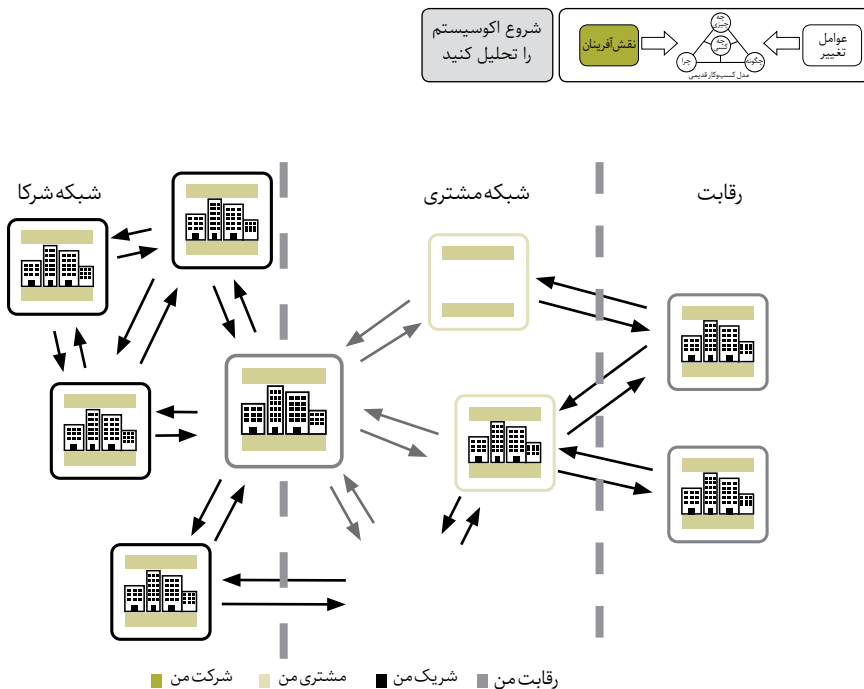 عوامل
تغییر
چه
چیزی
چه
کسی
چگونه
چرا
مدل کسب‌وکار قدیمی
نقش‌آفرینان
شروع اکوسیستم
را تحلیل کنید
رقابت
شبکه مشتری
شبکه شرکا
رقابت من
شریک من
مشتری من
شرکت من